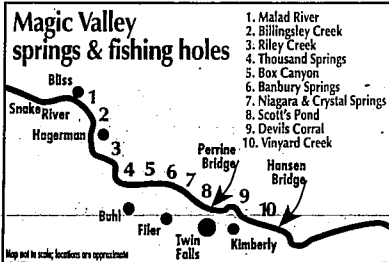 Magic Valley
springs & fishing holes
1. Malad River
2. Billingsley Creek
3. Riley Creek
4. Thousand Springs
5. Box Canyon
6. Banbury Springs
7. Niagara & Crystal Springs
8. Scott's Pond
9. Devils Corral
10. Vinyard Creek
Bliss
1
Snake River
2
Hagerman
3
Perrine
Bridge
Hansen
Bridge
4 5 6 7 8 9 10
Buhl
Filer
Twin
Falls
Kimberly
Map not to scale; locations are approximate